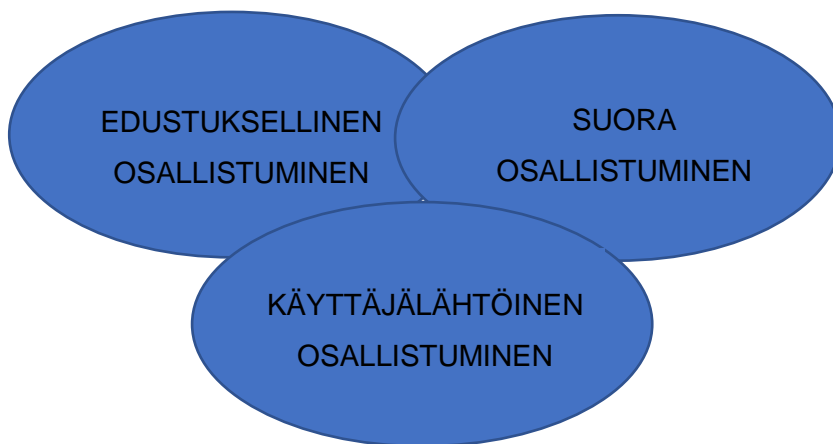 EDUSTUKSELLINEN
OSALLISTUMINEN
SUORA
OSALLISTUMINEN
KÄYTTÄJÄLÄHTÖINEN
OSALLISTUMINEN